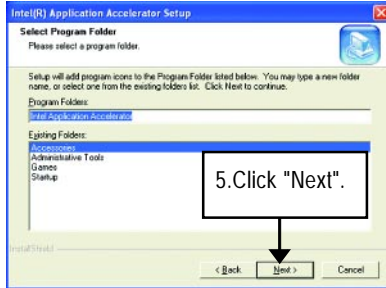 Intel(R) Application Accelerator Setup
Select Program Folder
Please select a program folder.
Setup will add program icons to the Program Folder listed below. You may type a new folder
name, or select one from the existing folders list. Click Next to continue.
Program Folders:
Intel Application Accelerator
Existing Folders:
Accessories
Administrative Tools
Games
Startup
5.Click "Next".
InstallShield
< Back
Next >
Cancel